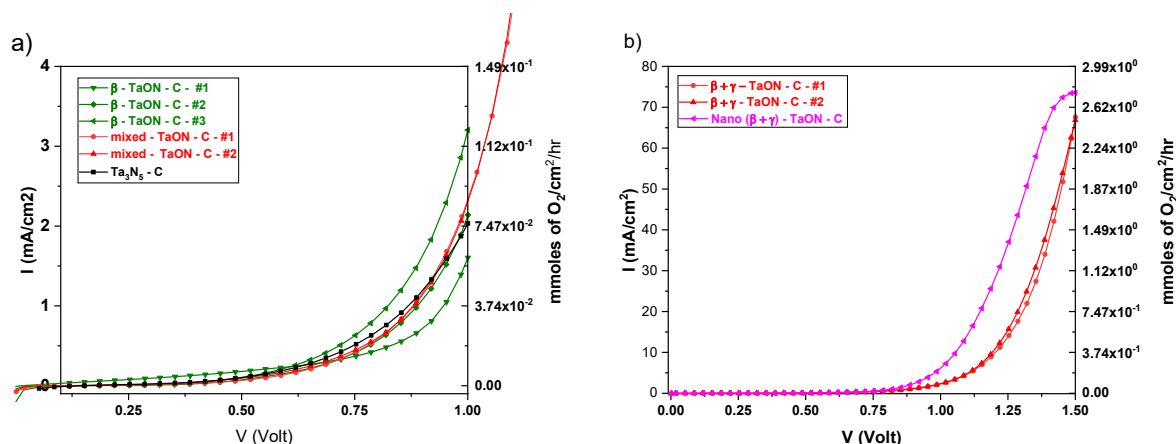 a)
4
3
2
1
0
I (mA/cm2)
β - TaON - C - #1
β - TaON - C - #2
β - TaON - C - #3
mixed - TaON - C - #1
mixed - TaON - C - #2
Ta₃N₅ - C
1.49x10⁻¹
1.12x10⁻¹
7.47x10⁻²
3.74x10⁻²
0.00
mmoles of O₂/cm²/hr
0.25 0.50 0.75 1.00
V (Volt)
b)
80
70
60
50
40
30
20
10
0
I (mA/cm²)
β+γ – TaON - C - #1
β+γ - TaON - C - #2
Nano (β+γ) - TaON - C
2.99x10⁰
2.62x10⁰
2.24x10⁰
1.87x10⁰
1.49x10⁰
1.12x10⁰
7.47x10⁻¹
3.74x10⁻¹
0.00
mmoles of O₂/cm²/hr
0.00 0.25 0.50 0.75 1.00 1.25 1.50
V (Volt)